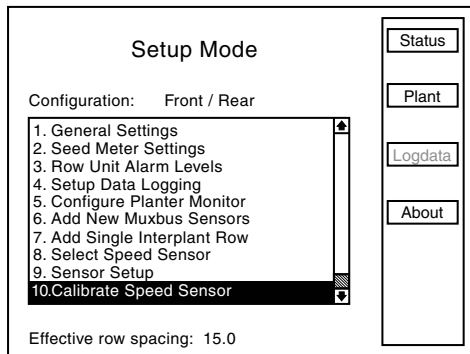 Setup Mode
Configuration: Front / Rear
1. General Settings
2. Seed Meter Settings
3. Row Unit Alarm Levels
4. Setup Data Logging
5. Configure Planter Monitor
6. Add New Muxbus Sensors
7. Add Single Interplant Row
8. Select Speed Sensor
9. Sensor Setup
10.Calibrate Speed Sensor
Effective row spacing: 15.0
Status
Plant
Logdata
About